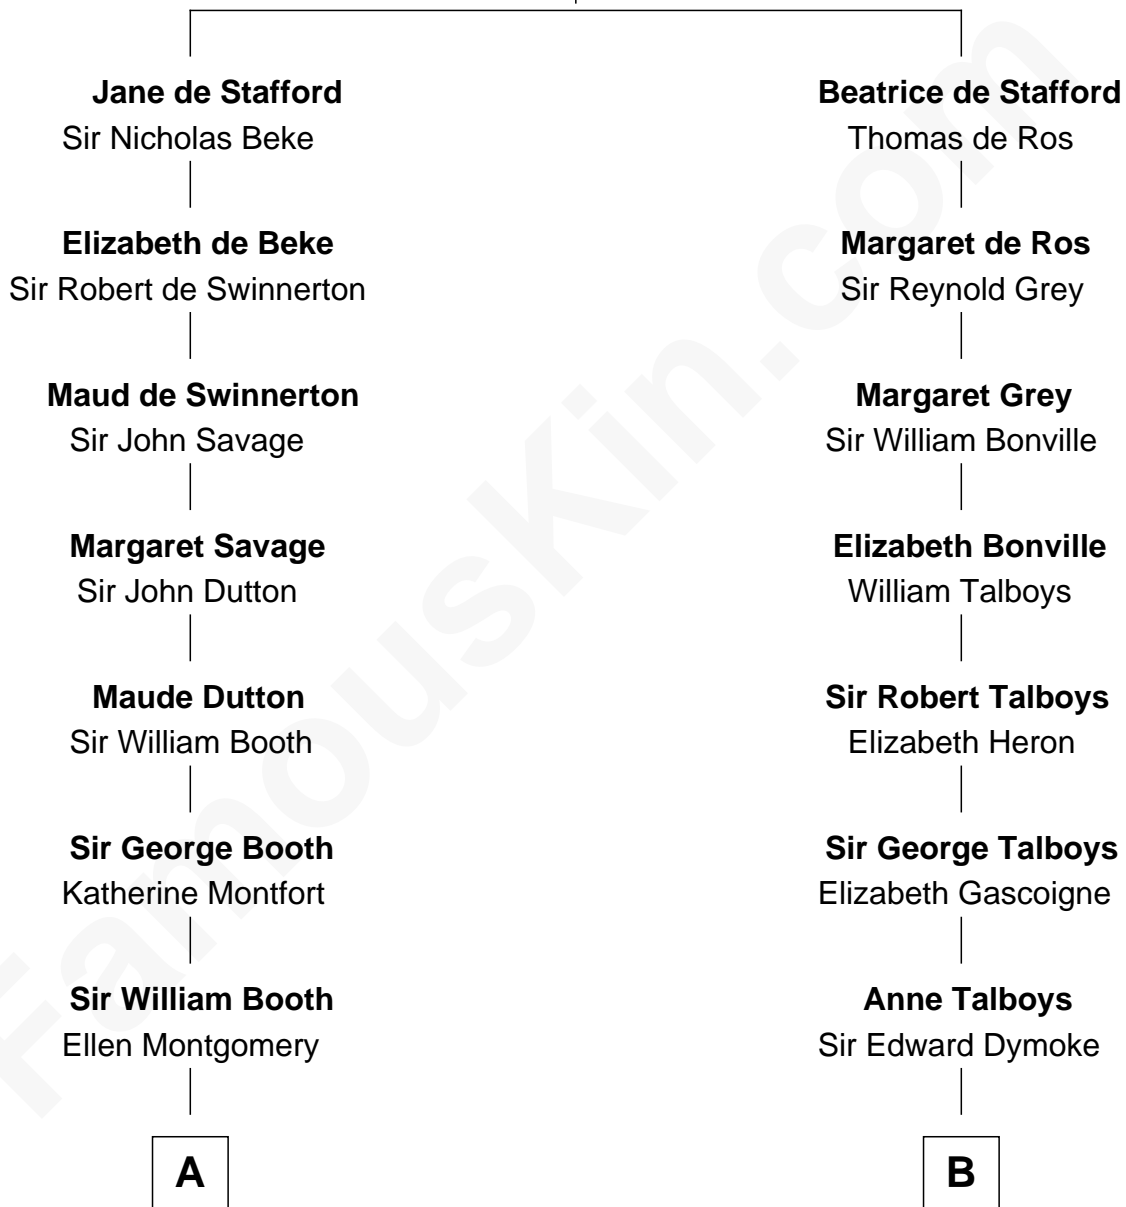 Jane de Stafford
Sir Nicholas Beke
Elizabeth de Beke
Sir Robert de Swinnerton
Maud de Swinnerton
Sir John Savage
Margaret Savage
Sir John Dutton
Maude Dutton
Sir William Booth
Sir George Booth
Katherine Montfort
Sir William Booth
Ellen Montgomery
A
Beatrice de Stafford
Thomas de Ros
Margaret de Ros
Sir Reynold Grey
Margaret Grey
Sir William Bonville
Elizabeth Bonville
William Talboys
Sir Robert Talboys
Elizabeth Heron
Sir George Talboys
Elizabeth Gascoigne
Anne Talboys
Sir Edward Dymoke
B
FamousKin.com